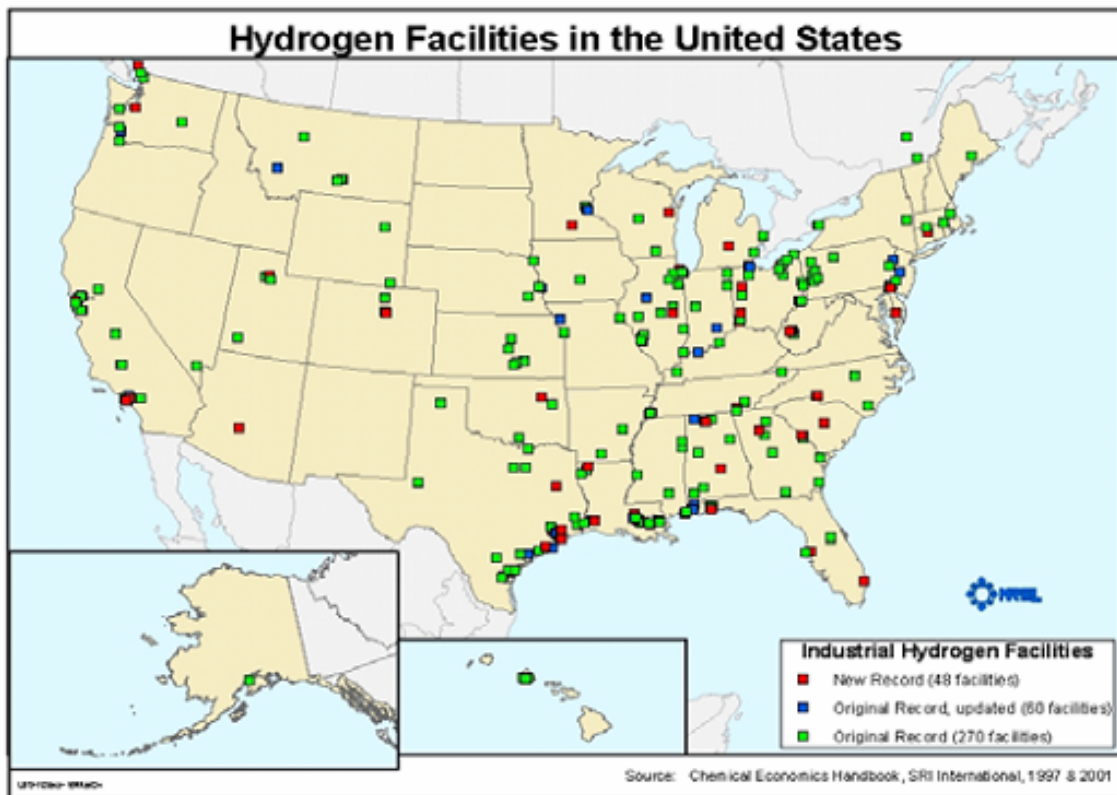 Hydrogen Facilities in the United States
NREL
Industrial Hydrogen Facilities
New Record (48 facilities)
Original Record, updated (60 facilities)
Original Record (270 facilities)
Source: Chemical Economics Handbook, SRI International, 1997 & 2001